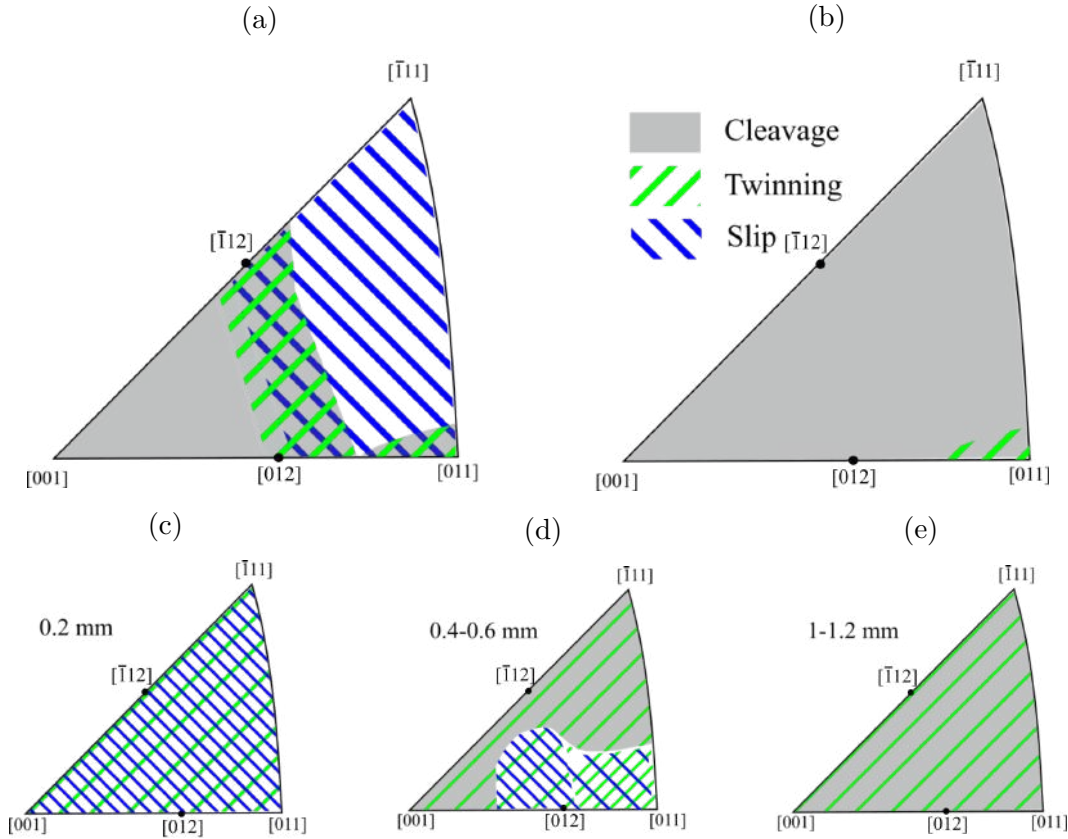 (a)
(b)
[1̅11]
[1̅11]
Cleavage
Twinning
Slip
[1̅12]
[1̅12]
[001]
[012]
[011]
[001]
[012]
[011]
(c)
(d)
(e)
[1̅11]
[1̅11]
[1̅11]
0.2 mm
0.4-0.6 mm
1-1.2 mm
[1̅12]
[1̅12]
[1̅12]
[001]
[012]
[011]
[001]
[012]
[011]
[001]
[012]
[011]